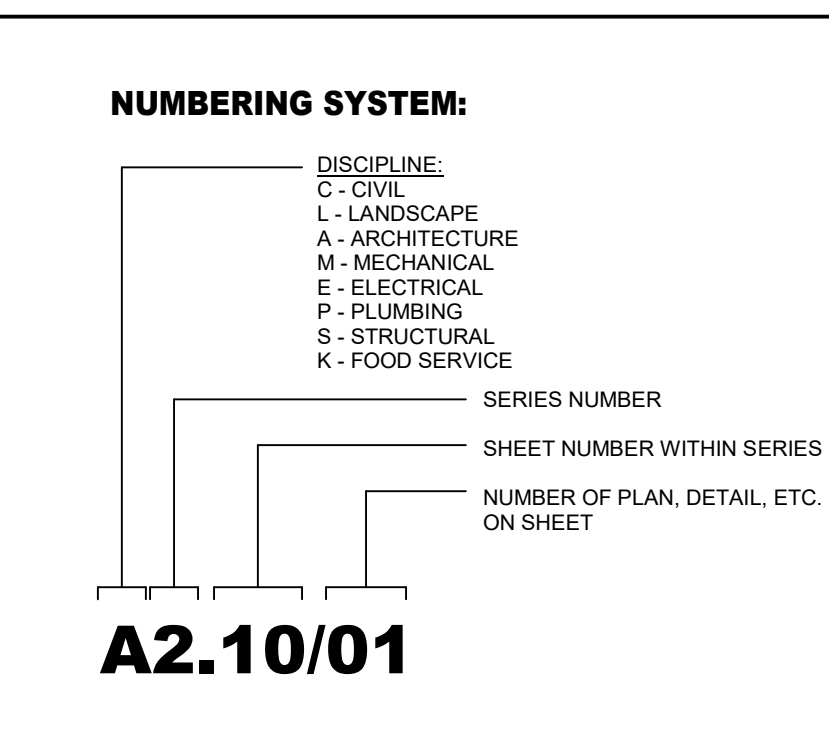 NUMBERING SYSTEM:
DISCIPLINE:
C - CIVIL
L - LANDSCAPE
A - ARCHITECTURE
M - MECHANICAL
E - ELECTRICAL
P - PLUMBING
S - STRUCTURAL
K - FOOD SERVICE
SERIES NUMBER
SHEET NUMBER WITHIN SERIES
NUMBER OF PLAN, DETAIL, ETC.
ON SHEET
A2.10/01